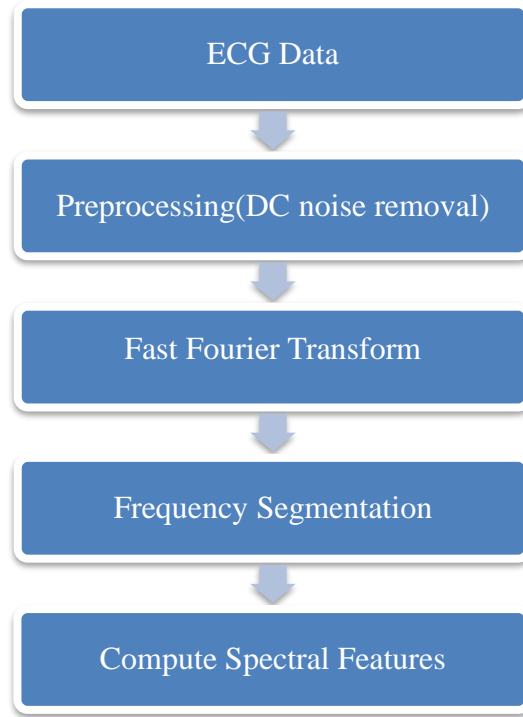 ECG Data
Preprocessing(DC noise removal)
Fast Fourier Transform
Frequency Segmentation
Compute Spectral Features